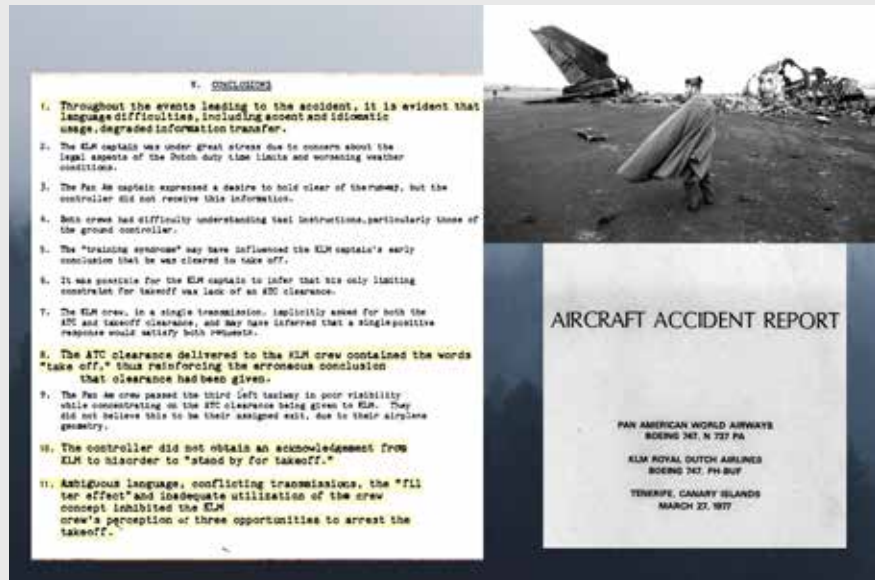 V. CONCLUSIONS
1. Throughout the events leading to the accident, it is evident that
language difficulties, including accent and idiomatic
usage, degraded information transfer.
2. The KLM captain was under great stress due to concern about the
legal aspects of the Dutch duty time limits and worsening weather
conditions.
3. The Pan Am captain expressed a desire to hold clear of the runway, but the
controller did not receive this information.
4. Both crews had difficulty understanding taxi instructions, particularly those of
the ground controller.
5. The "training syndrome" may have influenced the KLM captain's early
conclusion that he was cleared to take off.
6. It was possible for the KLM captain to infer that his only limiting
constraint for takeoff was lack of an ATC clearance.
7. The KLM crew, in a single transmission, implicitly asked for both the
ATC and takeoff clearance, and may have inferred that a single positive
response would satisfy both requests.
8. The ATC clearance delivered to the KLM crew contained the words
"take off," thus reinforcing the erroneous conclusion
that clearance had been given.
9. The Pan Am crew passed the third left taxiway in poor visibility
while concentrating on the ATC clearance being given to KLM. They
did not believe this to be their assigned exit, due to their airplane
geometry.
10. The controller did not obtain an acknowledgement from
KLM to hisorder to "stand by for takeoff."
11. Ambiguous language, conflicting transmissions, the "fil
ter effect" and inadequate utilization of the crew
concept inhibited the KLM
crew's perception of three opportunities to arrest the
takeoff.
AIRCRAFT ACCIDENT REPORT
PAN AMERICAN WORLD AIRWAYS
BOEING 747, N 737 PA
KLM ROYAL DUTCH AIRLINES
BOEING 747, PH-BUF
TENERIFE, CANARY ISLANDS
MARCH 27, 1977